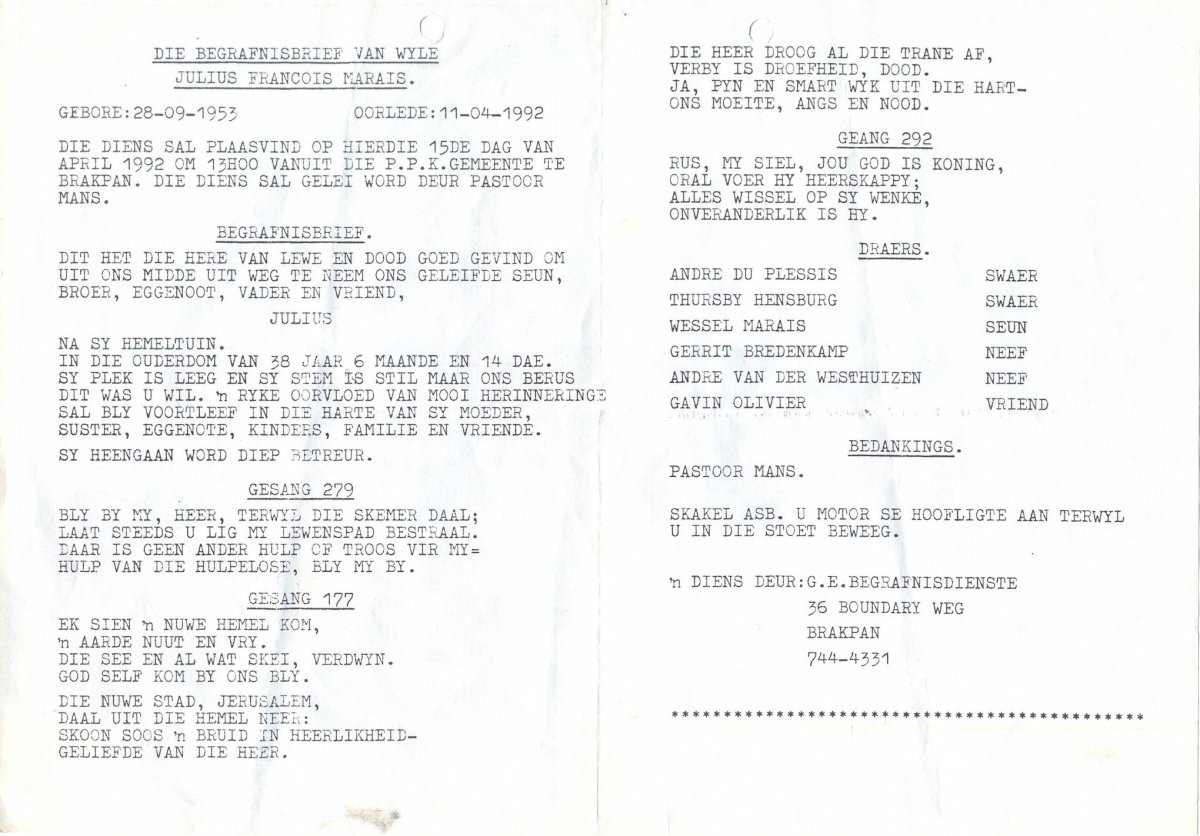 DIE BEGRAFNISBRIEF VAN WYLE
JULIUS FRANCOIS MARAIS.
GEBORE:28-09-1953 OORLEDE:11-04-1992
DIE DIENS SAL PLAASVIND OP HIERDIE 15DE DAG VAN
APRIL 1992 OM 13HOO VANUIT DIE P.P.K.GEMEENTE TE
BRAKPAN. DIE DIENS SAL GELEI WORD DEUR PASTOOR
MANS.
BEGRAFNISBRIEF.
DIT HET DIE HERE VAN LEWE EN DOOD GOED GEVIND OM
UIT ONS MIDDE UIT WEG TE NEEM ONS GELEIFDE SEUN,
BROER, EGGENOOT, VADER EN VRIEND,
JULIUS
NA SY HEMELTUIN.
IN DIE OUDERDOM VAN 38 JAAR 6 MAANDE EN 14 DAE.
SY PLEK IS LEEG EN SY STEM IS STIL MAAR ONS BERUS
DIT WAS U WIL. 'n RYKE OORVLOED VAN MOOI HERINNERINGE
SAL BLY VOORTLEEF IN DIE HARTE VAN SY MOEDER,
SUSTER, EGGENOTE, KINDERS, FAMILIE EN VRIENDE.
SY HEENGAAN WORD DIEP BETREUR.
GESANG 279
BLY BY MY, HEER, TERWYL DIE SKEMER DAAL;
LAAT STEEDS U LIG MY LEWENSPAD BESTRAAL.
DAAR IS GEEN ANDER HULP OF TROOS VIR MY=
HULP VAN DIE HULPELOSE, BLY MY BY.
GESANG 177
EK SIEN 'n NUWE HEMEL KOM,
'n AARDE NUUT EN VRY.
DIE SEE EN AL WAT SKEI, VERDWYN.
GOD SELF KOM BY ONS BLY.
DIE NUWE STAD, JERUSALEM,
DAAL UIT DIE HEMEL NEER:
SKOON SOOS 'n BRUID IN HEERLIKHEID-
GELIEFDE VAN DIE HEER.
DIE HEER DROOG AL DIE TRANE AF,
VERBY IS DROEFHEID, DOOD.
JA, PYN EN SMART WYK UIT DIE HART-
ONS MOEITE, ANGS EN NOOD.
GEANG 292
RUS, MY SIEL, JOU GOD IS KONING,
ORAL VOER HY HEERSKAPPY;
ALLES WISSEL OP SY WENKE,
ONVERANDERLIK IS HY.
DRAERS.
ANDRE DU PLESSIS SWAER
THURSBY HENSBURG SWAER
WESSEL MARAIS SEUN
GERRIT BREDENKAMP NEEF
ANDRE VAN DER WESTHUIZEN NEEF
GAVIN OLIVIER VRIEND
BEDANKINGS.
PASTOOR MANS.
SKAKEL ASB. U MOTOR SE HOOFLIGTE AAN TERWYL
U IN DIE STOET BEWEEG.
'n DIENS DEUR:G.E.BEGRAFNISDIENSTE
36 BOUNDARY WEG
BRAKPAN
744-4331
*********************************************